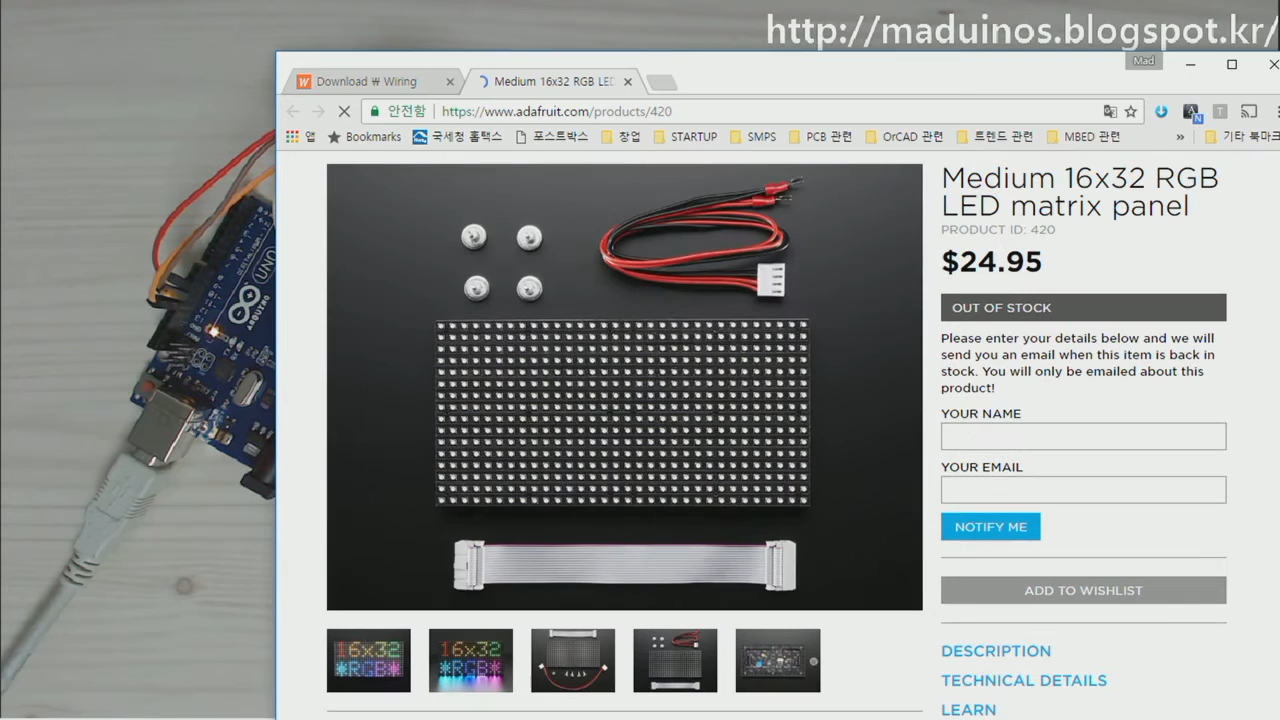 http://maduinos.blogspot.kr/
Mad
Download ₩ Wiring
Medium 16x32 RGB LED
안전함
https://www.adafruit.com/products/420
앱
Bookmarks
국세청 홈택스
포스트박스
창업
STARTUP
SMPS
PCB 관련
OrCAD 관련
트렌드 관련
MBED 관련
»
기타 북마크
Medium 16x32 RGB
LED matrix panel
PRODUCT ID: 420
$24.95
OUT OF STOCK
Please enter your details below and we will
send you an email when this item is back in
stock. You will only be emailed about this
product!
YOUR NAME
YOUR EMAIL
NOTIFY ME
ADD TO WISHLIST
DESCRIPTION
TECHNICAL DETAILS
LEARN
16x32
*RGB*
16x32
*RGB*
UNO
ARDUINO